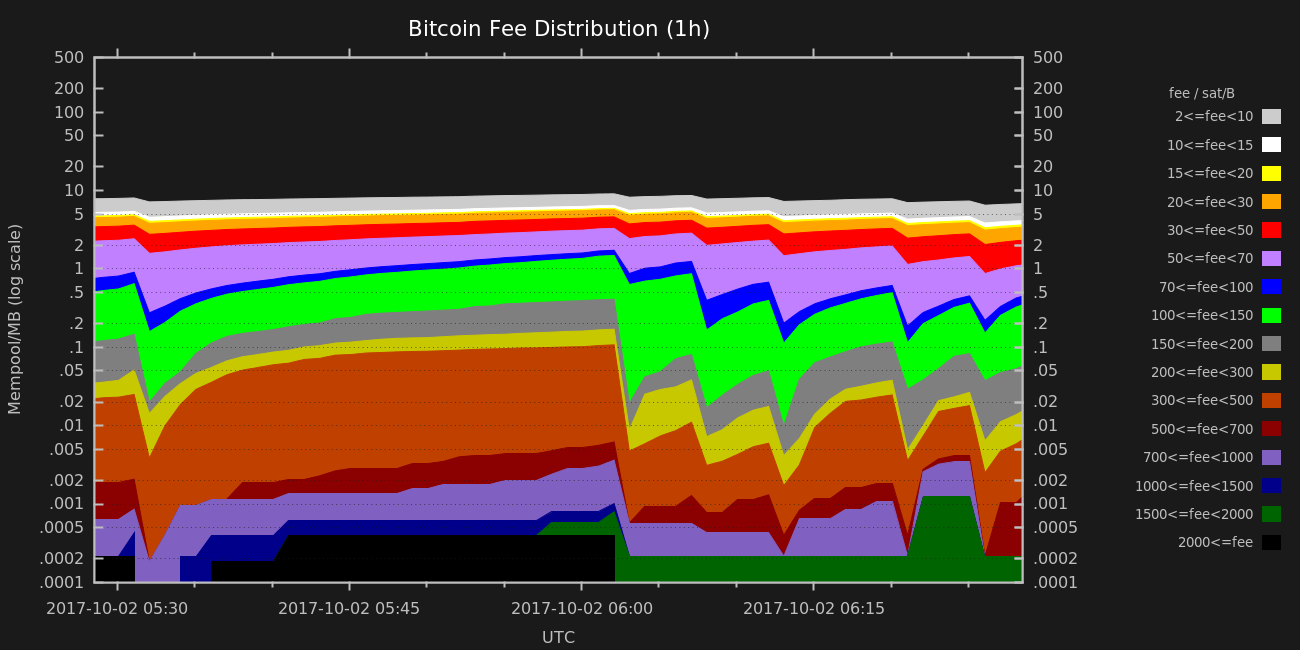 Bitcoin Fee Distribution (1h)
500 500
200 200
100 100
50 50
20 20
10 10
5 5
2 2
1 1
.5 .5
.2 .2
.1 .1
.05 .05
.02 .02
.01 .01
.005 .005
.002 .002
.001 .001
.0005 .0005
.0002 .0002
.0001 .0001
Mempool/MB (log scale)
2017-10-02 05:30 2017-10-02 05:45 2017-10-02 06:00 2017-10-02 06:15
UTC
fee / sat/B
2<=fee<10
10<=fee<15
15<=fee<20
20<=fee<30
30<=fee<50
50<=fee<70
70<=fee<100
100<=fee<150
150<=fee<200
200<=fee<300
300<=fee<500
500<=fee<700
700<=fee<1000
1000<=fee<1500
1500<=fee<2000
2000<=fee